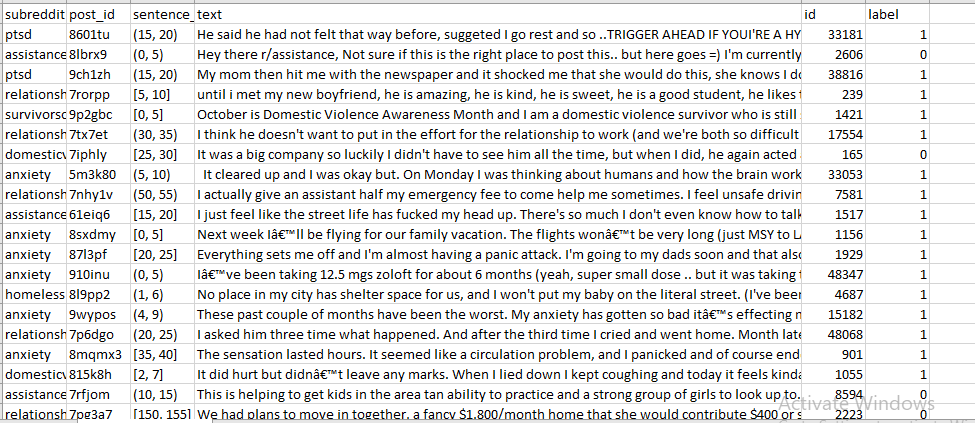 subreddit post_id sentence_ text id label
ptsd 8601tu (15, 20) He said he had not felt that way before, suggeted I go rest and so ..TRIGGER AHEAD IF YOUI'RE A HY 33181 1
assistance 8lbrx9 (0, 5) Hey there r/assistance, Not sure if this is the right place to post this.. but here goes =) I'm currently 2606 0
ptsd 9ch1zh (15, 20) My mom then hit me with the newspaper and it shocked me that she would do this, she knows I do 38816 1
relationsh 7rorpp [5, 10] until i met my new boyfriend, he is amazing, he is kind, he is sweet, he is a good student, he likes 239 1
survivorso 9p2gbc [0, 5] October is Domestic Violence Awareness Month and I am a domestic violence survivor who is still 1421 1
relationsh 7tx7et (30, 35) I think he doesn't want to put in the effort for the relationship to work (and we're both so difficult 17554 1
domesticv 7iphly [25, 30] It was a big company so luckily I didn't have to see him all the time, but when I did, he again acted 165 0
anxiety 5m3k80 (5, 10) It cleared up and I was okay but. On Monday I was thinking about humans and how the brain work 33053 1
relationsh 7nhy1v (50, 55) I actually give an assistant half my emergency fee to come help me sometimes. I feel unsafe drivin 7581 1
assistance 61eiq6 [15, 20] I just feel like the street life has fucked my head up. There's so much I don't even know how to talk 1517 1
anxiety 8sxdmy [0, 5] Next week Iâ€™ll be flying for our family vacation. The flights wonâ€™t be very long (just MSY to LA 1156 1
anxiety 87l3pf [20, 25] Everything sets me off and I'm almost having a panic attack. I'm going to my dads soon and that also 1929 1
anxiety 910inu (0, 5) Iâ€™ve been taking 12.5 mgs zoloft for about 6 months (yeah, super small dose .. but it was taking 48347 1
homeless 8l9pp2 (1, 6) No place in my city has shelter space for us, and I won't put my baby on the literal street. (I've been 4687 1
anxiety 9wypos (4, 9) These past couple of months have been the worst. My anxiety has gotten so bad itâ€™s effecting m 15182 1
relationsh 7p6dgo (20, 25) I asked him three time what happened. And after the third time I cried and went home. Month late 48068 1
anxiety 8mqmx3 [35, 40] The sensation lasted hours. It seemed like a circulation problem, and I panicked and of course end 901 1
domesticv 815k8h [2, 7] It did hurt but didnâ€™t leave any marks. When I lied down I kept coughing and today it feels kinda 1055 1
assistance 7rfjom (10, 15) This is helping to get kids in the area tan ability to practice and a strong group of girls to look up to. 8594 0
relationsh 7pg3a7 [150, 155] We had plans to move in together, a fancy $1,800/month home that she would contribute $400 or s 2223 0
Activate Windows